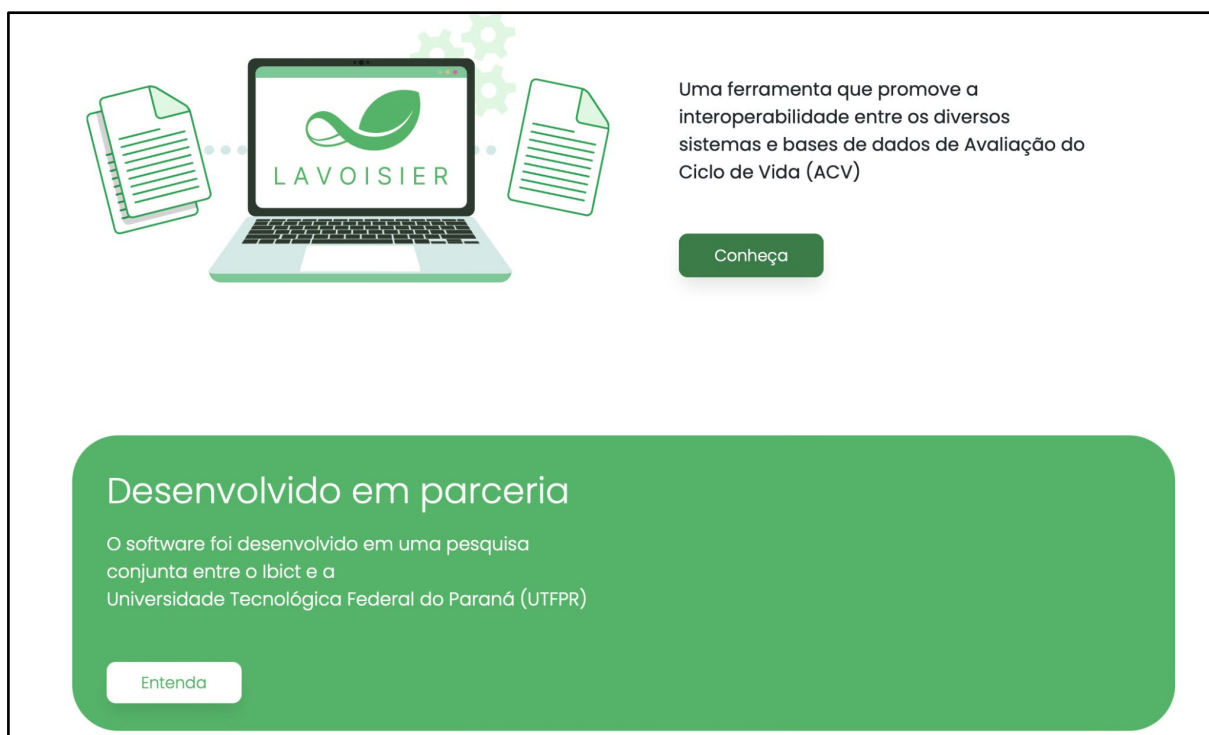 LAVOISIER
Uma ferramenta que promove a
interoperabilidade entre os diversos
sistemas e bases de dados de Avaliação do
Ciclo de Vida (ACV)
Conheça
Desenvolvido em parceria
O software foi desenvolvido em uma pesquisa
conjunta entre o Ibict e a
Universidade Tecnológica Federal do Paraná (UTFPR)
Entenda